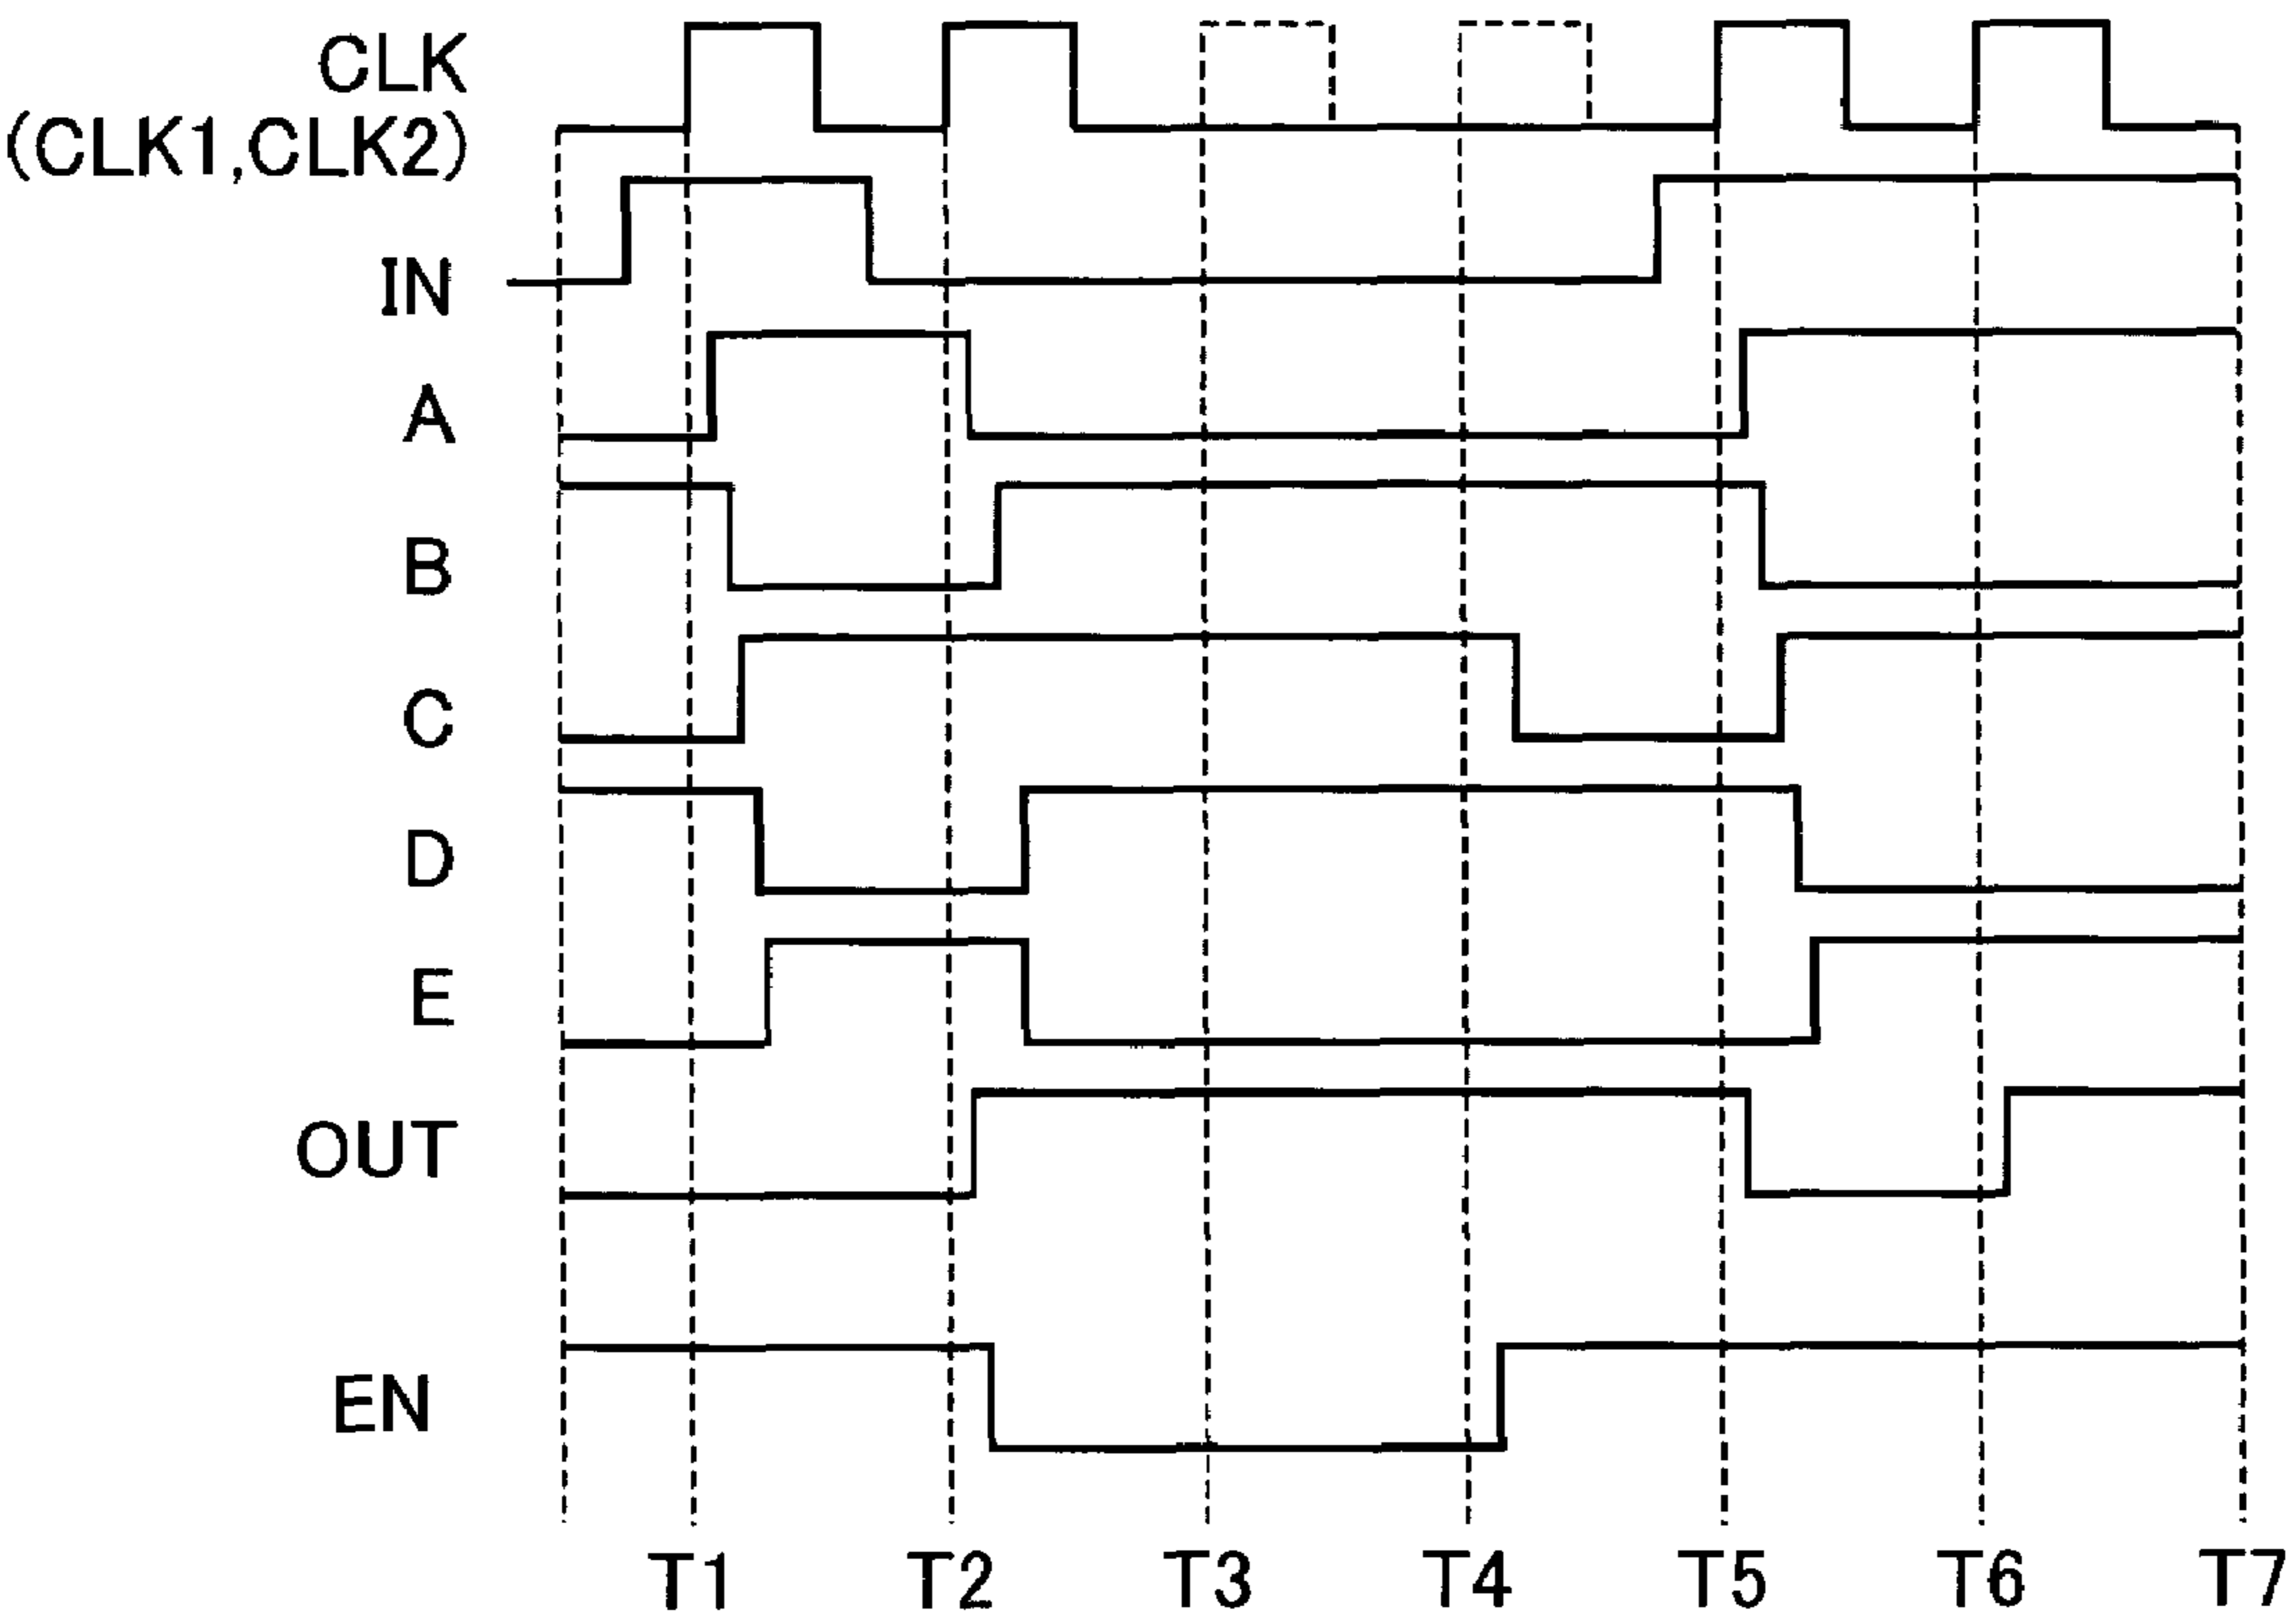 CLK
(CLK1,CLK2)
IN
A
B
C
D
E
OUT
EN
T1 T2 T3 T4 T5 T6 T7